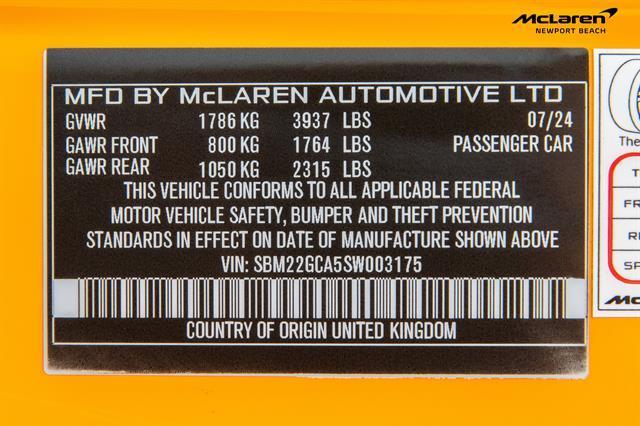 McLaren
NEWPORT BEACH
MFD BY McLAREN AUTOMOTIVE LTD
GVWR 1786 KG 3937 LBS 07/24
GAWR FRONT 800 KG 1764 LBS PASSENGER CAR
GAWR REAR 1050 KG 2315 LBS
THIS VEHICLE CONFORMS TO ALL APPLICABLE FEDERAL
MOTOR VEHICLE SAFETY, BUMPER AND THEFT PREVENTION
STANDARDS IN EFFECT ON DATE OF MANUFACTURE SHOWN ABOVE
VIN: SBM22GCA5SW003175
COUNTRY OF ORIGIN UNITED KINGDOM
The